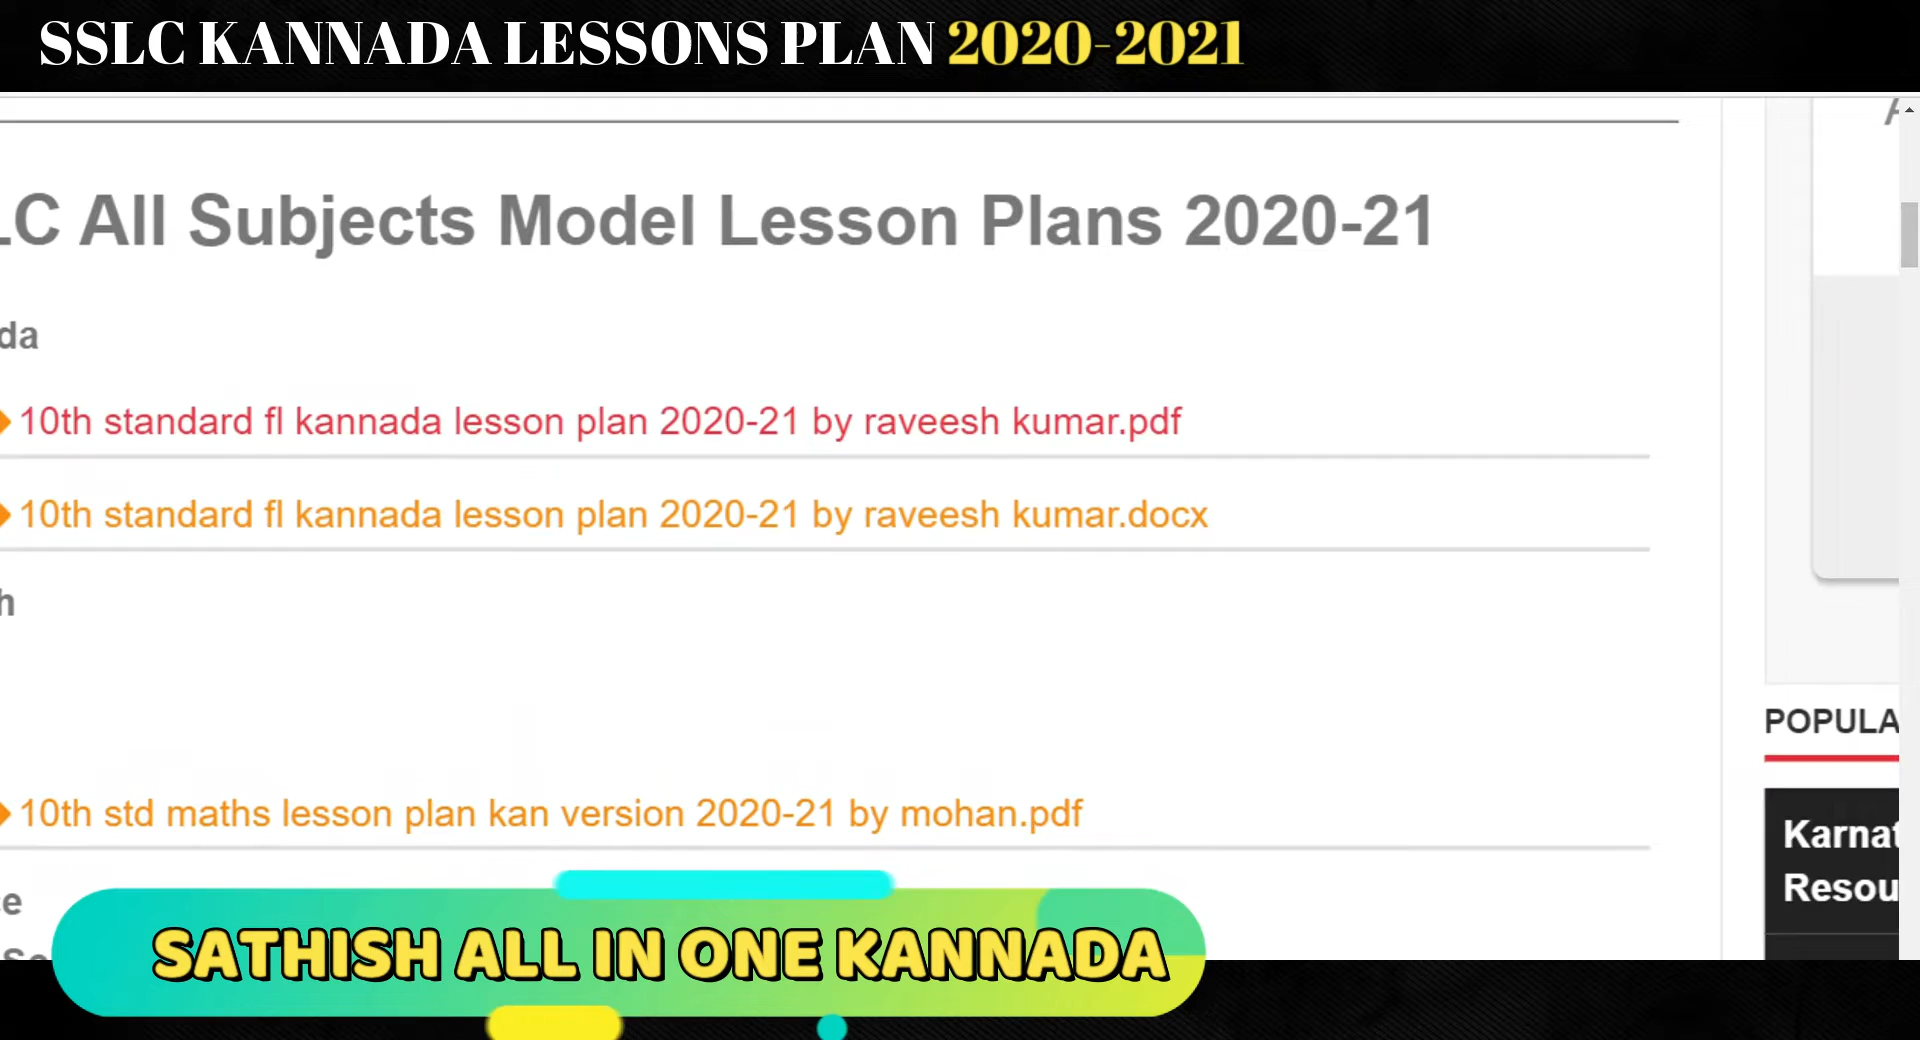 SSLC KANNADA LESSONS PLAN 2020-2021
LC All Subjects Model Lesson Plans 2020-21
da
10th standard fl kannada lesson plan 2020-21 by raveesh kumar.pdf
10th standard fl kannada lesson plan 2020-21 by raveesh kumar.docx
h
10th std maths lesson plan kan version 2020-21 by mohan.pdf
POPULA
Karnat
Resou
e
SATHISH ALL IN ONE KANNADA